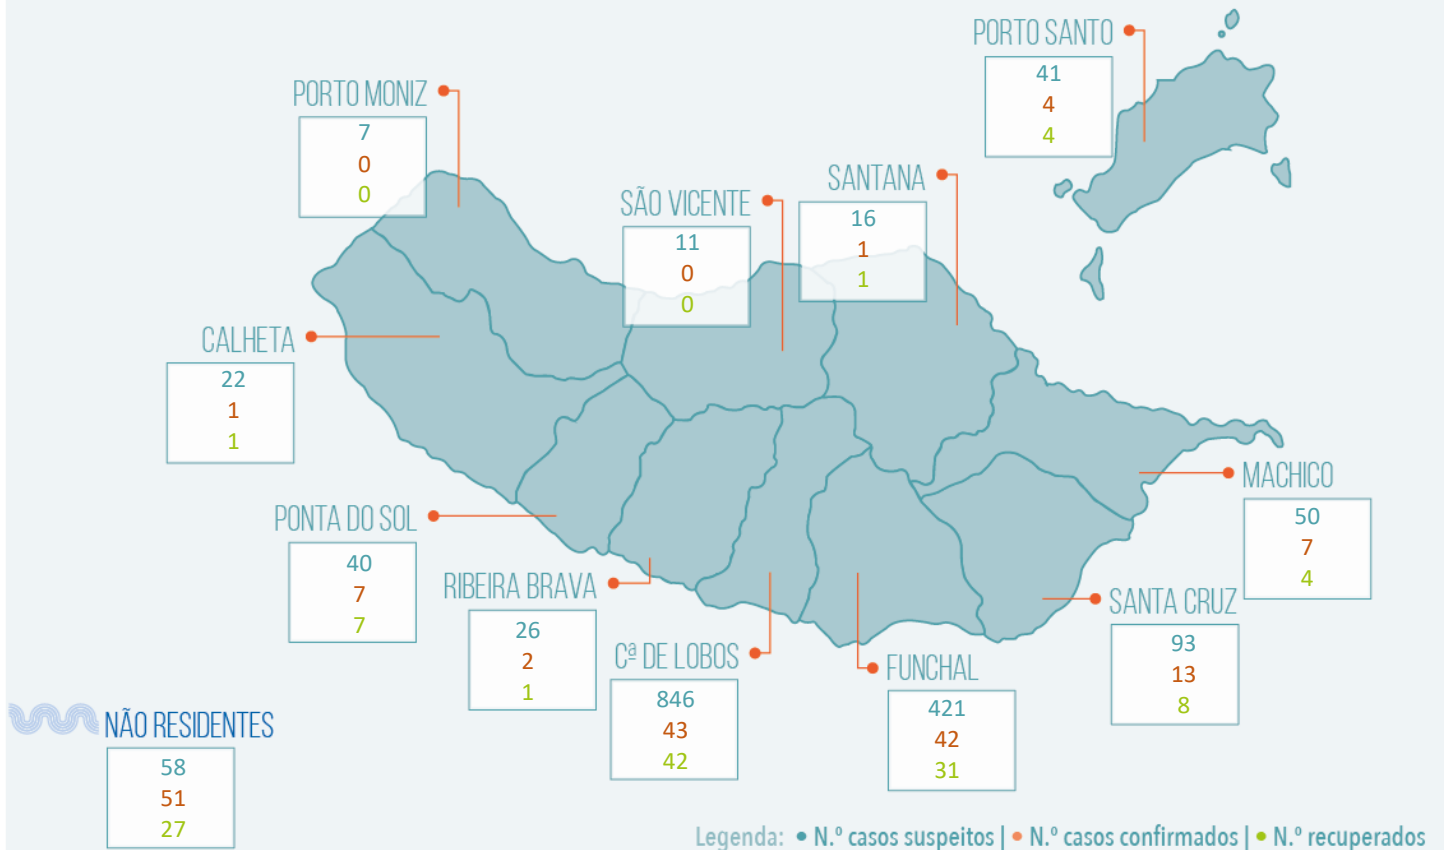 PORTO SANTO
41
4
4
PORTO MONIZ
7
0
0
SANTANA
16
1
1
SÃO VICENTE
11
0
0
CALHETA
22
1
1
MACHICO
50
7
4
PONTA DO SOL
40
7
7
RIBEIRA BRAVA
26
2
1
SANTA CRUZ
93
13
8
Cª DE LOBOS
846
43
42
FUNCHAL
421
42
31
NÃO RESIDENTES
58
51
27
Legenda: • N.º casos suspeitos | • N.º casos confirmados | • N.º recuperados